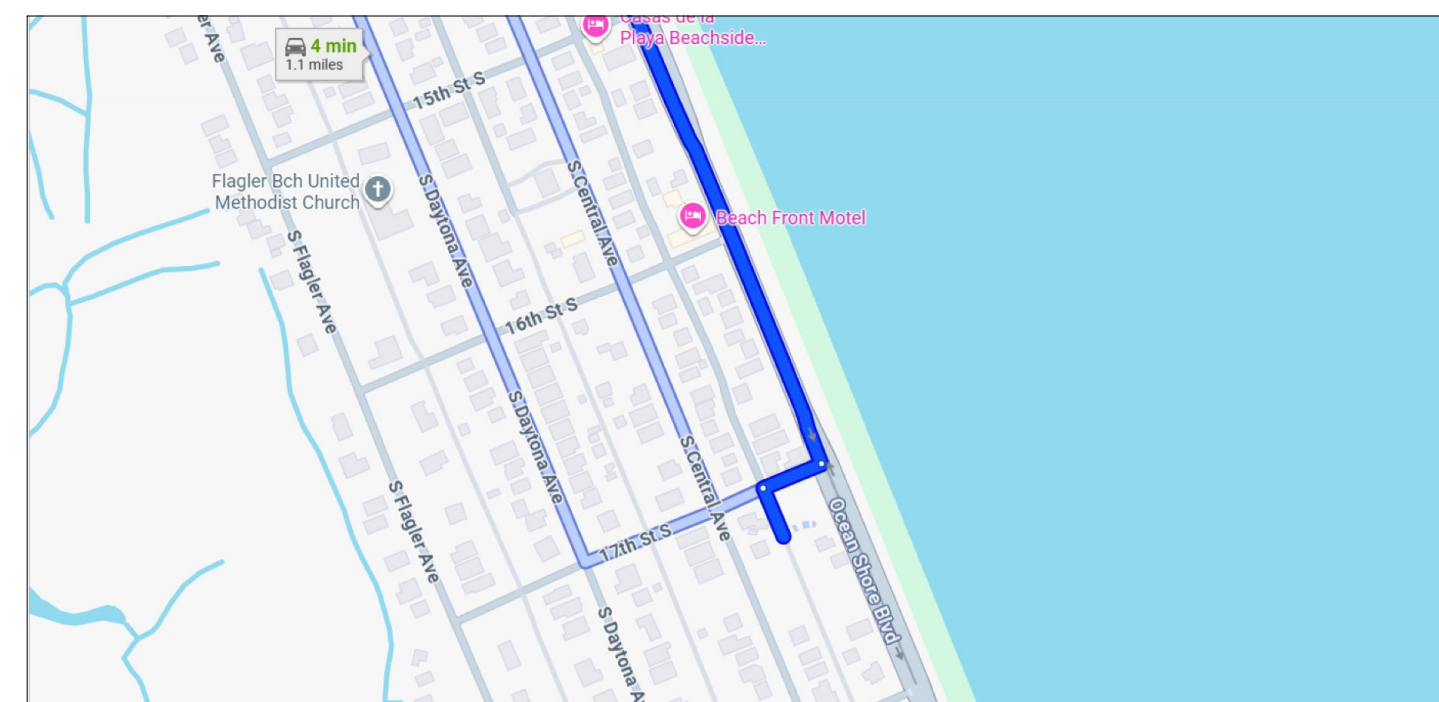 Casas de la
Playa Beachside...
er Ave
4 min
1.1 miles
15th St S
Flagler Bch United
Methodist Church
S Daytona Ave
S Central Ave
Beach Front Motel
S Flagler Ave
16th St S
S Daytona Ave
S Central Ave
S Flagler Ave
17th St S
Ocean Shore Blvd
S Daytona A